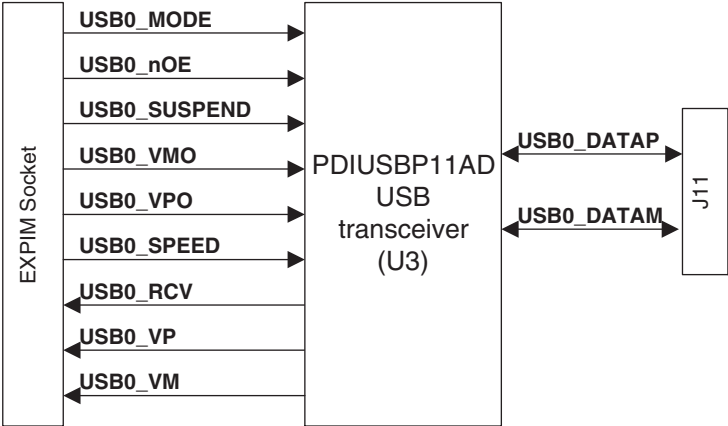 EXPIM Socket
USB0_MODE
USB0_nOE
USB0_SUSPEND
USB0_VMO
USB0_VPO
USB0_SPEED
USB0_RCV
USB0_VP
USB0_VM
PDIUSBP11AD
USB
transceiver
(U3)
USB0_DATAP
USB0_DATAM
J11